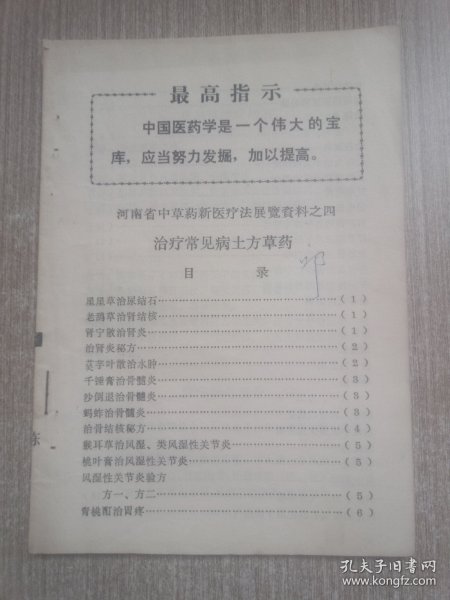 最高指示
中国医药学是一个伟大的宝
库，应当努力发掘，加以提高。
河南省中草药新医疗法展览资料之四
治疗常见病土方草药
目 录
星星草治尿结石……（1）
老鹳草治肾结核……（1）
肾宁散治肾炎……（1）
治肾炎秘方……（2）
莫字叶散治水肿……（2）
千锤膏治骨髓炎……（3）
沙倒退治骨髓炎……（3）
蚂蚱治骨髓炎……（3）
治骨结核秘方……（4）
猴耳草治风湿、类风湿性关节炎……（5）
桃叶膏治风湿性关节炎……（5）
风湿性关节炎验方
方一、方二……（5）
青桃酊治胃疼……（6）
孔夫子旧书网
www.kongfz.com